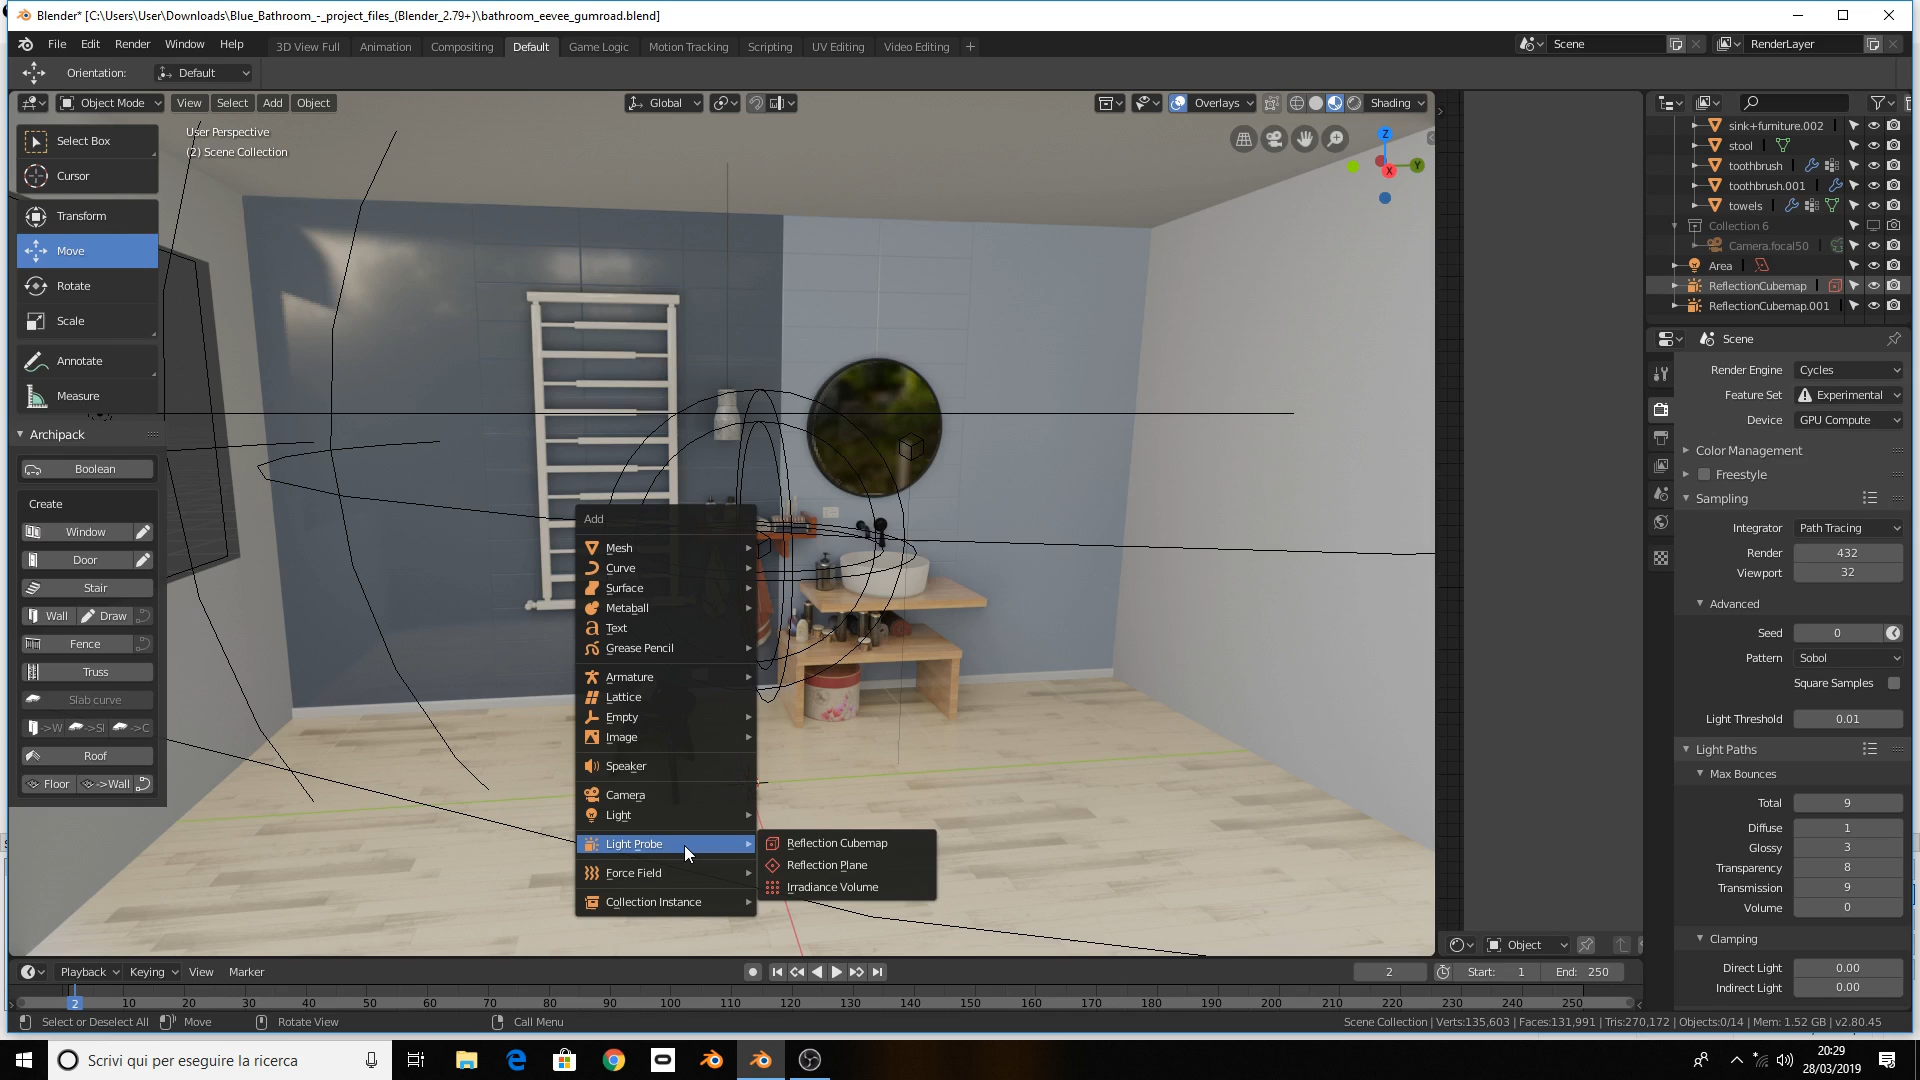 Blender* [C:\Users\User\Downloads\Blue_Bathroom_-_project_files_(Blender_2.79+)\bathroom_eevee_gumroad.blend]
File Edit Render Window Help 3D View Full Animation Compositing Default Game Logic Motion Tracking Scripting UV Editing Video Editing + Scene RenderLayer
Orientation: Default
Object Mode View Select Add Object Global Overlays Shading
User Perspective
(2) Scene Collection
Select Box
Cursor
Transform
Move
Rotate
Scale
Annotate
Measure
Archipack
Boolean
Create
Window
Door
Stair
Wall Draw
Fence
Truss
Slab curve
->W ->Sl ->C
Roof
Floor ->Wall
Z
Y
X
Add
Mesh
Curve
Surface
Metaball
Text
Grease Pencil
Armature
Lattice
Empty
Image
Speaker
Camera
Light
Light Probe
Force Field
Collection Instance
Reflection Cubemap
Reflection Plane
Irradiance Volume
sink+furniture.002
stool
toothbrush
toothbrush.001
towels
Collection 6
Camera.focal50
Area
ReflectionCubemap
ReflectionCubemap.001
Scene
Render Engine Cycles
Feature Set Experimental
Device GPU Compute
Color Management
Freestyle
Sampling
Integrator Path Tracing
Render 432
Viewport 32
Advanced
Seed 0
Pattern Sobol
Square Samples
Light Threshold 0.01
Light Paths
Max Bounces
Total 9
Diffuse 1
Glossy 3
Transparency 8
Transmission 9
Volume 0
Clamping
Direct Light 0.00
Indirect Light 0.00
Object
Playback Keying View Marker 2 Start: 1 End: 250
2 10 20 30 40 50 60 70 80 90 100 110 120 130 140 150 160 170 180 190 200 210 220 230 240 250
Select or Deselect All Move Rotate View Call Menu Scene Collection | Verts:135,603 | Faces:131,991 | Tris:270,172 | Objects:0/14 | Mem: 1.52 GB | v2.80.45
Scrivi qui per eseguire la ricerca
20:29
28/03/2019